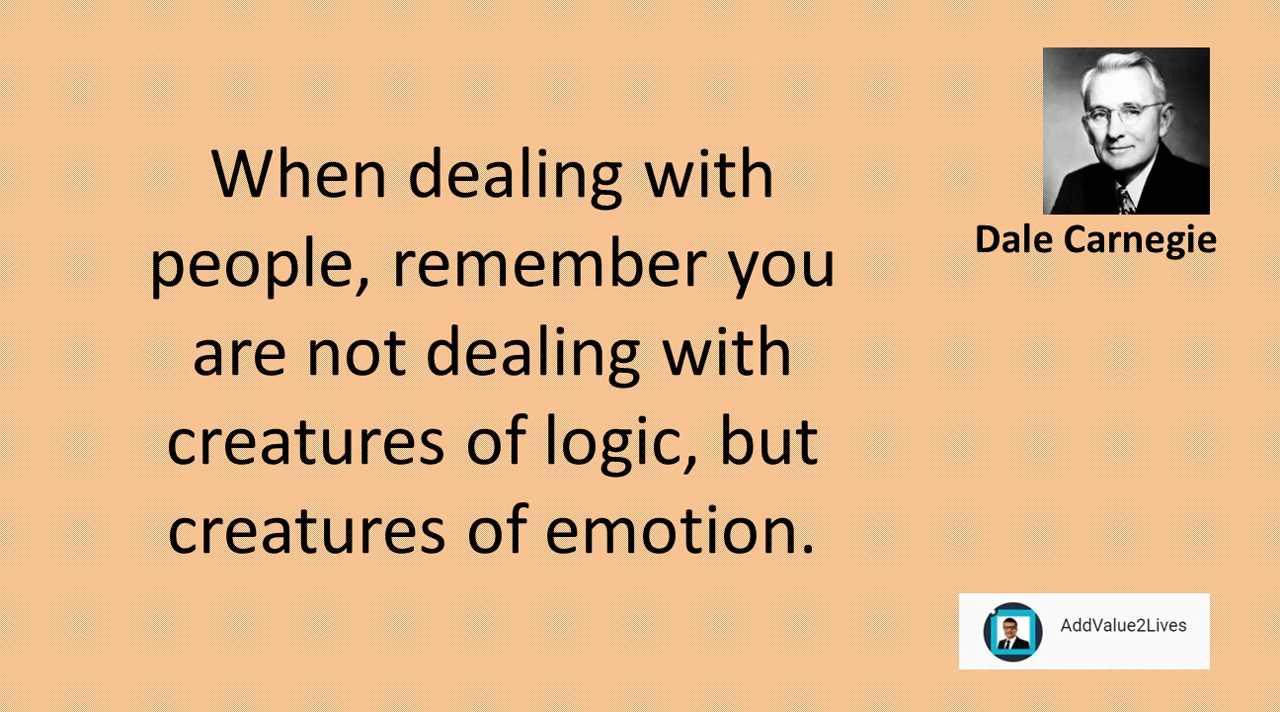 When dealing with
people, remember you
are not dealing with
creatures of logic, but
creatures of emotion.
Dale Carnegie
AddValue2Lives